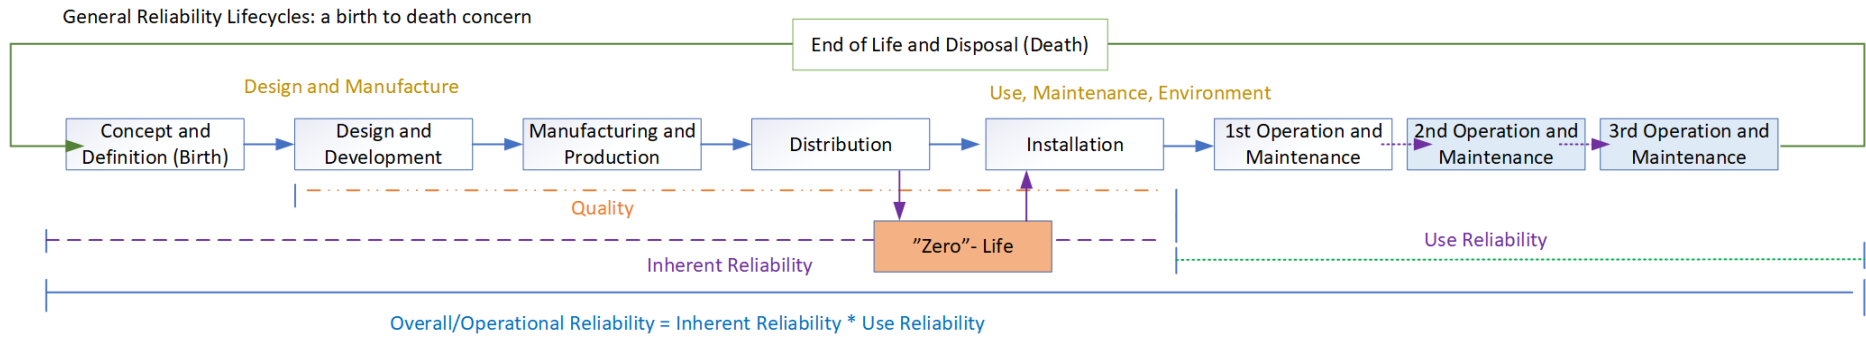 General Reliability Lifecycles: a birth to death concern
End of Life and Disposal (Death)
Design and Manufacture
Use, Maintenance, Environment
Concept and
Definition (Birth)
Design and
Development
Manufacturing and
Production
Distribution
Installation
1st Operation and
Maintenance
2nd Operation and
Maintenance
3rd Operation and
Maintenance
Quality
”Zero”- Life
Use Reliability
Inherent Reliability
Overall/Operational Reliability = Inherent Reliability * Use Reliability